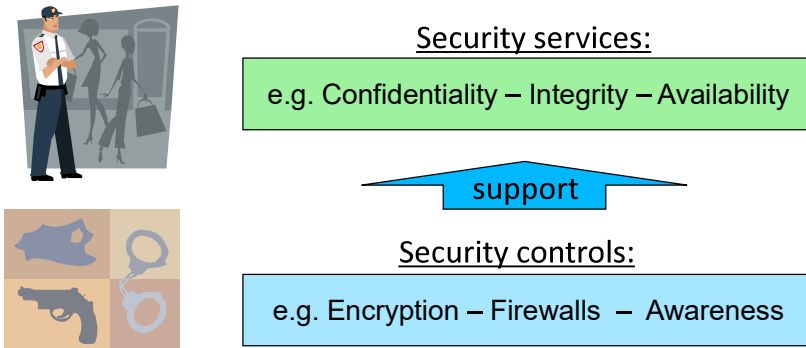 Security services:
e.g. Confidentiality – Integrity – Availability
support
Security controls:
e.g. Encryption – Firewalls – Awareness